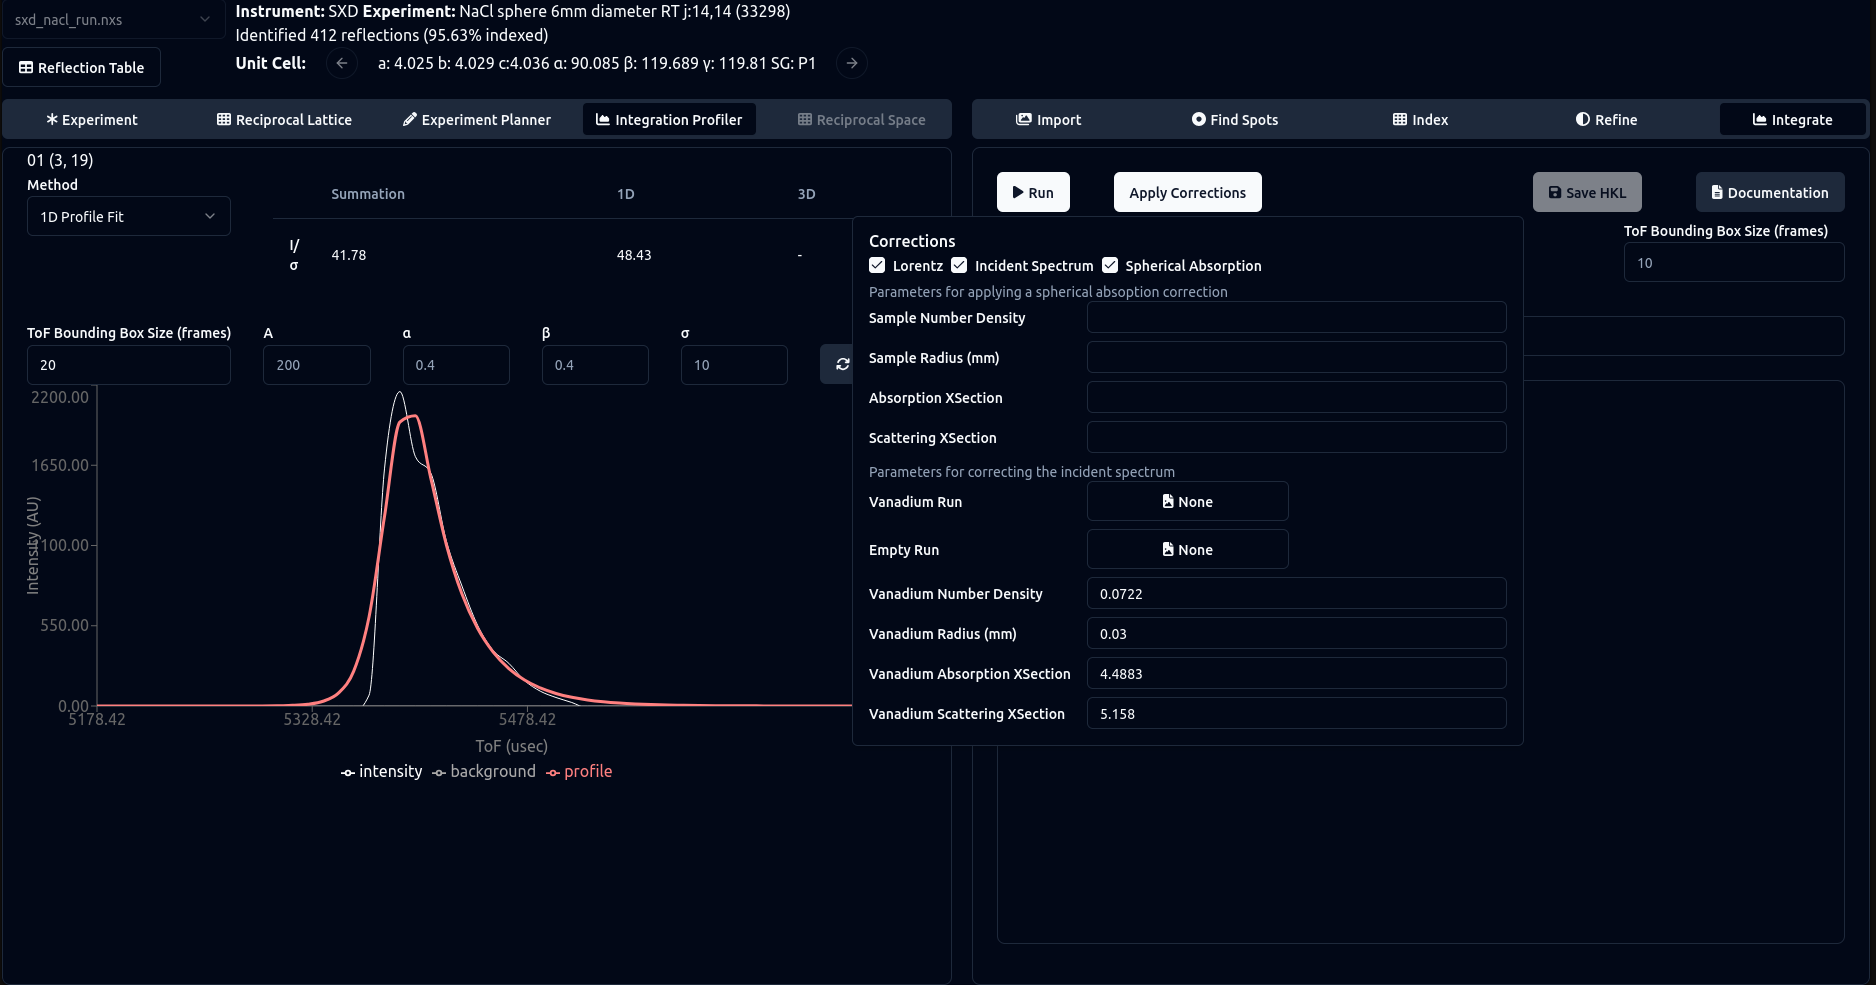 sxd_nacl_run.nxs
Instrument: SXD Experiment: NaCl sphere 6mm diameter RT j:14,14 (33298)
Identified 412 reflections (95.63% indexed)
Reflection Table
Unit Cell: a: 4.025 b: 4.029 c:4.036 α: 90.085 β: 119.689 γ: 119.81 SG: P1
Experiment Reciprocal Lattice Experiment Planner Integration Profiler Reciprocal Space
Import Find Spots Index Refine Integrate
01 (3, 19)
Method
1D Profile Fit
Summation 1D 3D
I/
σ
41.78 48.43 -
ToF Bounding Box Size (frames) A α β σ
20 200 0.4 0.4 10
2200.00
1650.00
1100.00
550.00
0.00
Intensity (AU)
5178.42 5328.42 5478.42
ToF (usec)
intensity background profile
Run Apply Corrections Save HKL Documentation
ToF Bounding Box Size (frames)
10
Corrections
Lorentz Incident Spectrum Spherical Absorption
Parameters for applying a spherical absoption correction
Sample Number Density
Sample Radius (mm)
Absorption XSection
Scattering XSection
Parameters for correcting the incident spectrum
Vanadium Run None
Empty Run None
Vanadium Number Density 0.0722
Vanadium Radius (mm) 0.03
Vanadium Absorption XSection 4.4883
Vanadium Scattering XSection 5.158